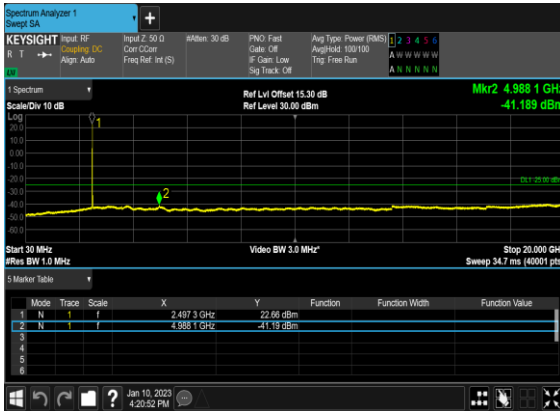 Spectrum Analyzer 1
Swept SA
+
KEYSIGHT Input: RF Input Z: 50 Ω #Atten: 30 dB PNO: Fast Avg Type: Power (RMS) 1 2 3 4 5 6
R T Coupling: DC Corr CCorr Gate: Off Avg|Hold: 100/100 A W W W W W
Align: Auto Freq Ref: Int (S) IF Gain: Low Trig: Free Run
Sig Track: Off A N N N N N
1 Spectrum Ref Lvl Offset 15.30 dB Mkr2 4.988 1 GHz
Scale/Div 10 dB Ref Level 30.00 dBm -41.189 dBm
Log
20.0
10.0
0.00
-10.0
-20.0
-30.0
-40.0
-50.0
-60.0
1
2
DL1 -25.00 dBm
Start 30 MHz Video BW 3.0 MHz* Stop 20.000 GHz
#Res BW 1.0 MHz Sweep 34.7 ms (40001 pts)
5 Marker Table
Mode Trace Scale X Y Function Function Width Function Value
1 N 1 f 2.497 3 GHz 22.66 dBm
2 N 1 f 4.988 1 GHz -41.19 dBm
3
4
5
6
? Jan 10, 2023
4:20:52 PM